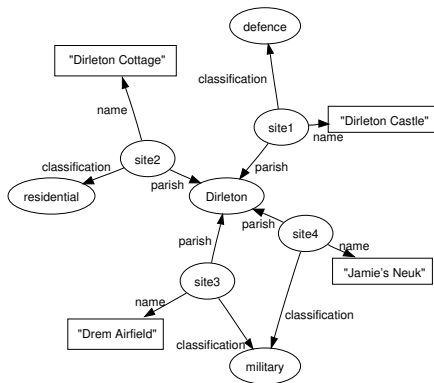 defence
"Dirleton Cottage"
classification
name
"Dirleton Castle"
site1
name
site2
classification
parish
parish
residential
Dirleton
parish
site4
name
parish
"Jamie's Neuk"
site3
name
classification
"Drem Airfield"
classification
military